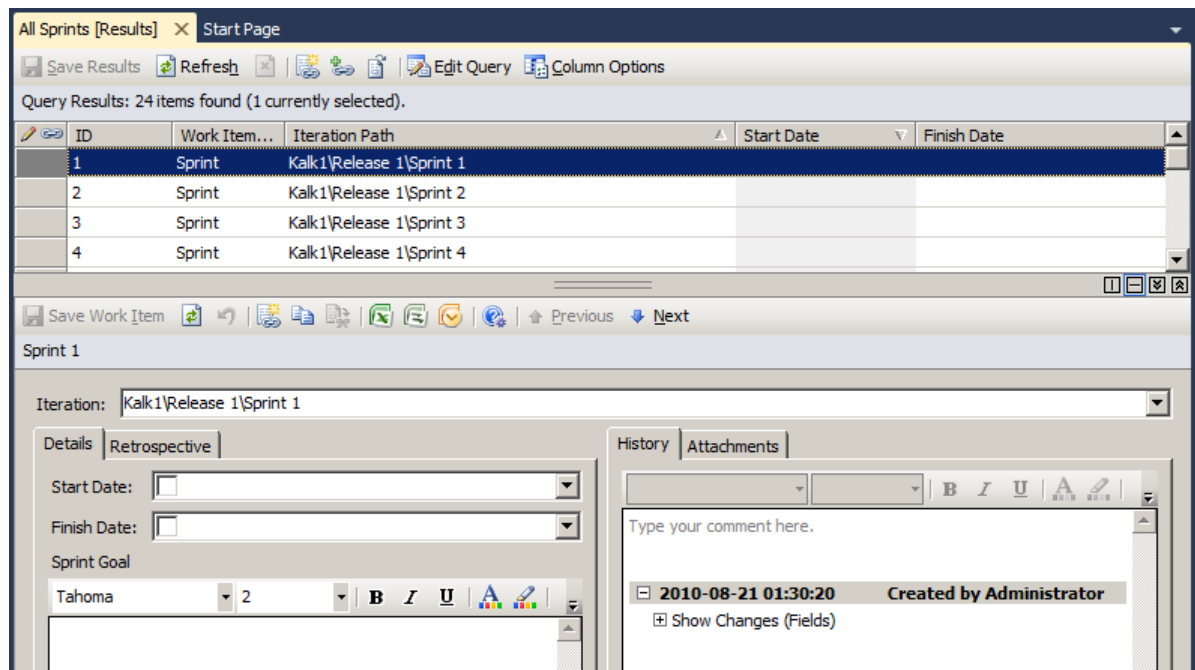 All Sprints [Results] Start Page
Save Results Refresh Edit Query Column Options
Query Results: 24 items found (1 currently selected).
ID Work Item... Iteration Path Start Date Finish Date
1 Sprint Kalk1\Release 1\Sprint 1
2 Sprint Kalk1\Release 1\Sprint 2
3 Sprint Kalk1\Release 1\Sprint 3
4 Sprint Kalk1\Release 1\Sprint 4
Save Work Item Previous Next
Sprint 1
Iteration: Kalk1\Release 1\Sprint 1
Details Retrospective History Attachments
Start Date: B I U A
Finish Date: Type your comment here.
Sprint Goal
Tahoma 2 B I U A 2010-08-21 01:30:20 Created by Administrator
Show Changes (Fields)